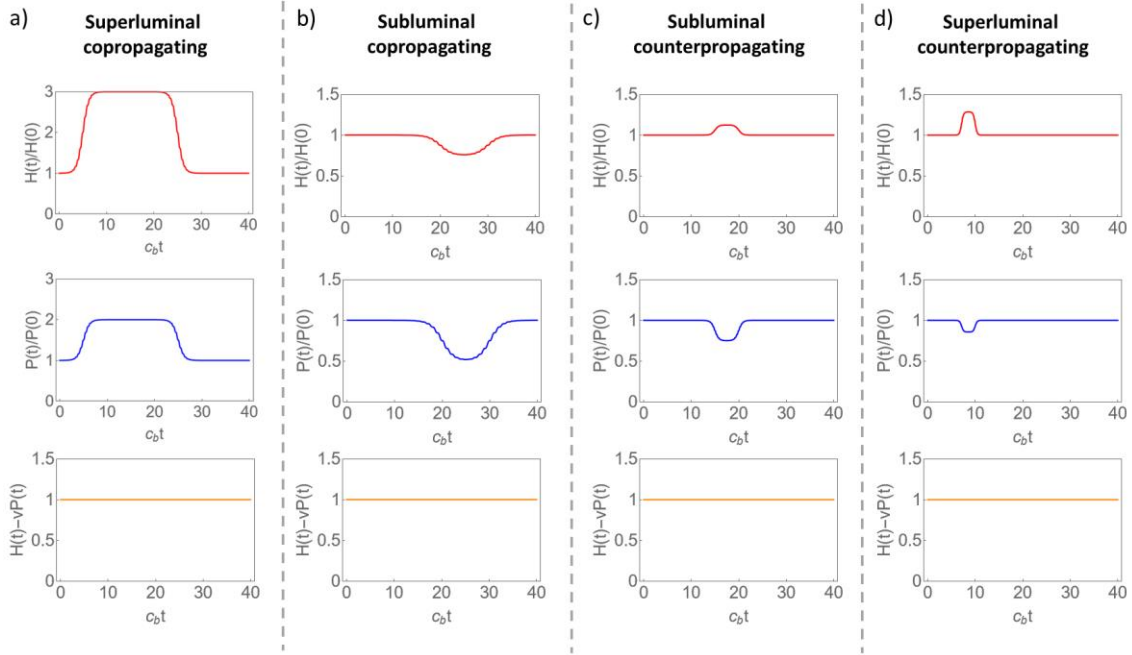 a) Superluminal
copropagating
b) Subluminal
copropagating
c) Subluminal
counterpropagating
d) Superluminal
counterpropagating
H(t)/H(0)
3
2
1
0
0 10 20 30 40
c_bt
H(t)/H(0)
1.5
1
0.5
0
0 10 20 30 40
c_bt
H(t)/H(0)
1.5
1
0.5
0
0 10 20 30 40
c_bt
H(t)/H(0)
1.5
1
0.5
0
0 10 20 30 40
c_bt
P(t)/P(0)
3
2
1
0
0 10 20 30 40
c_bt
P(t)/P(0)
1.5
1
0.5
0
0 10 20 30 40
c_bt
P(t)/P(0)
1.5
1
0.5
0
0 10 20 30 40
c_bt
P(t)/P(0)
1.5
1
0.5
0
0 10 20 30 40
c_bt
H(t)−vP(t)
1.5
1
0.5
0
0 10 20 30 40
c_bt
H(t)−vP(t)
1.5
1
0.5
0
0 10 20 30 40
c_bt
H(t)−vP(t)
1.5
1
0.5
0
0 10 20 30 40
c_bt
H(t)−vP(t)
1.5
1
0.5
0
0 10 20 30 40
c_bt